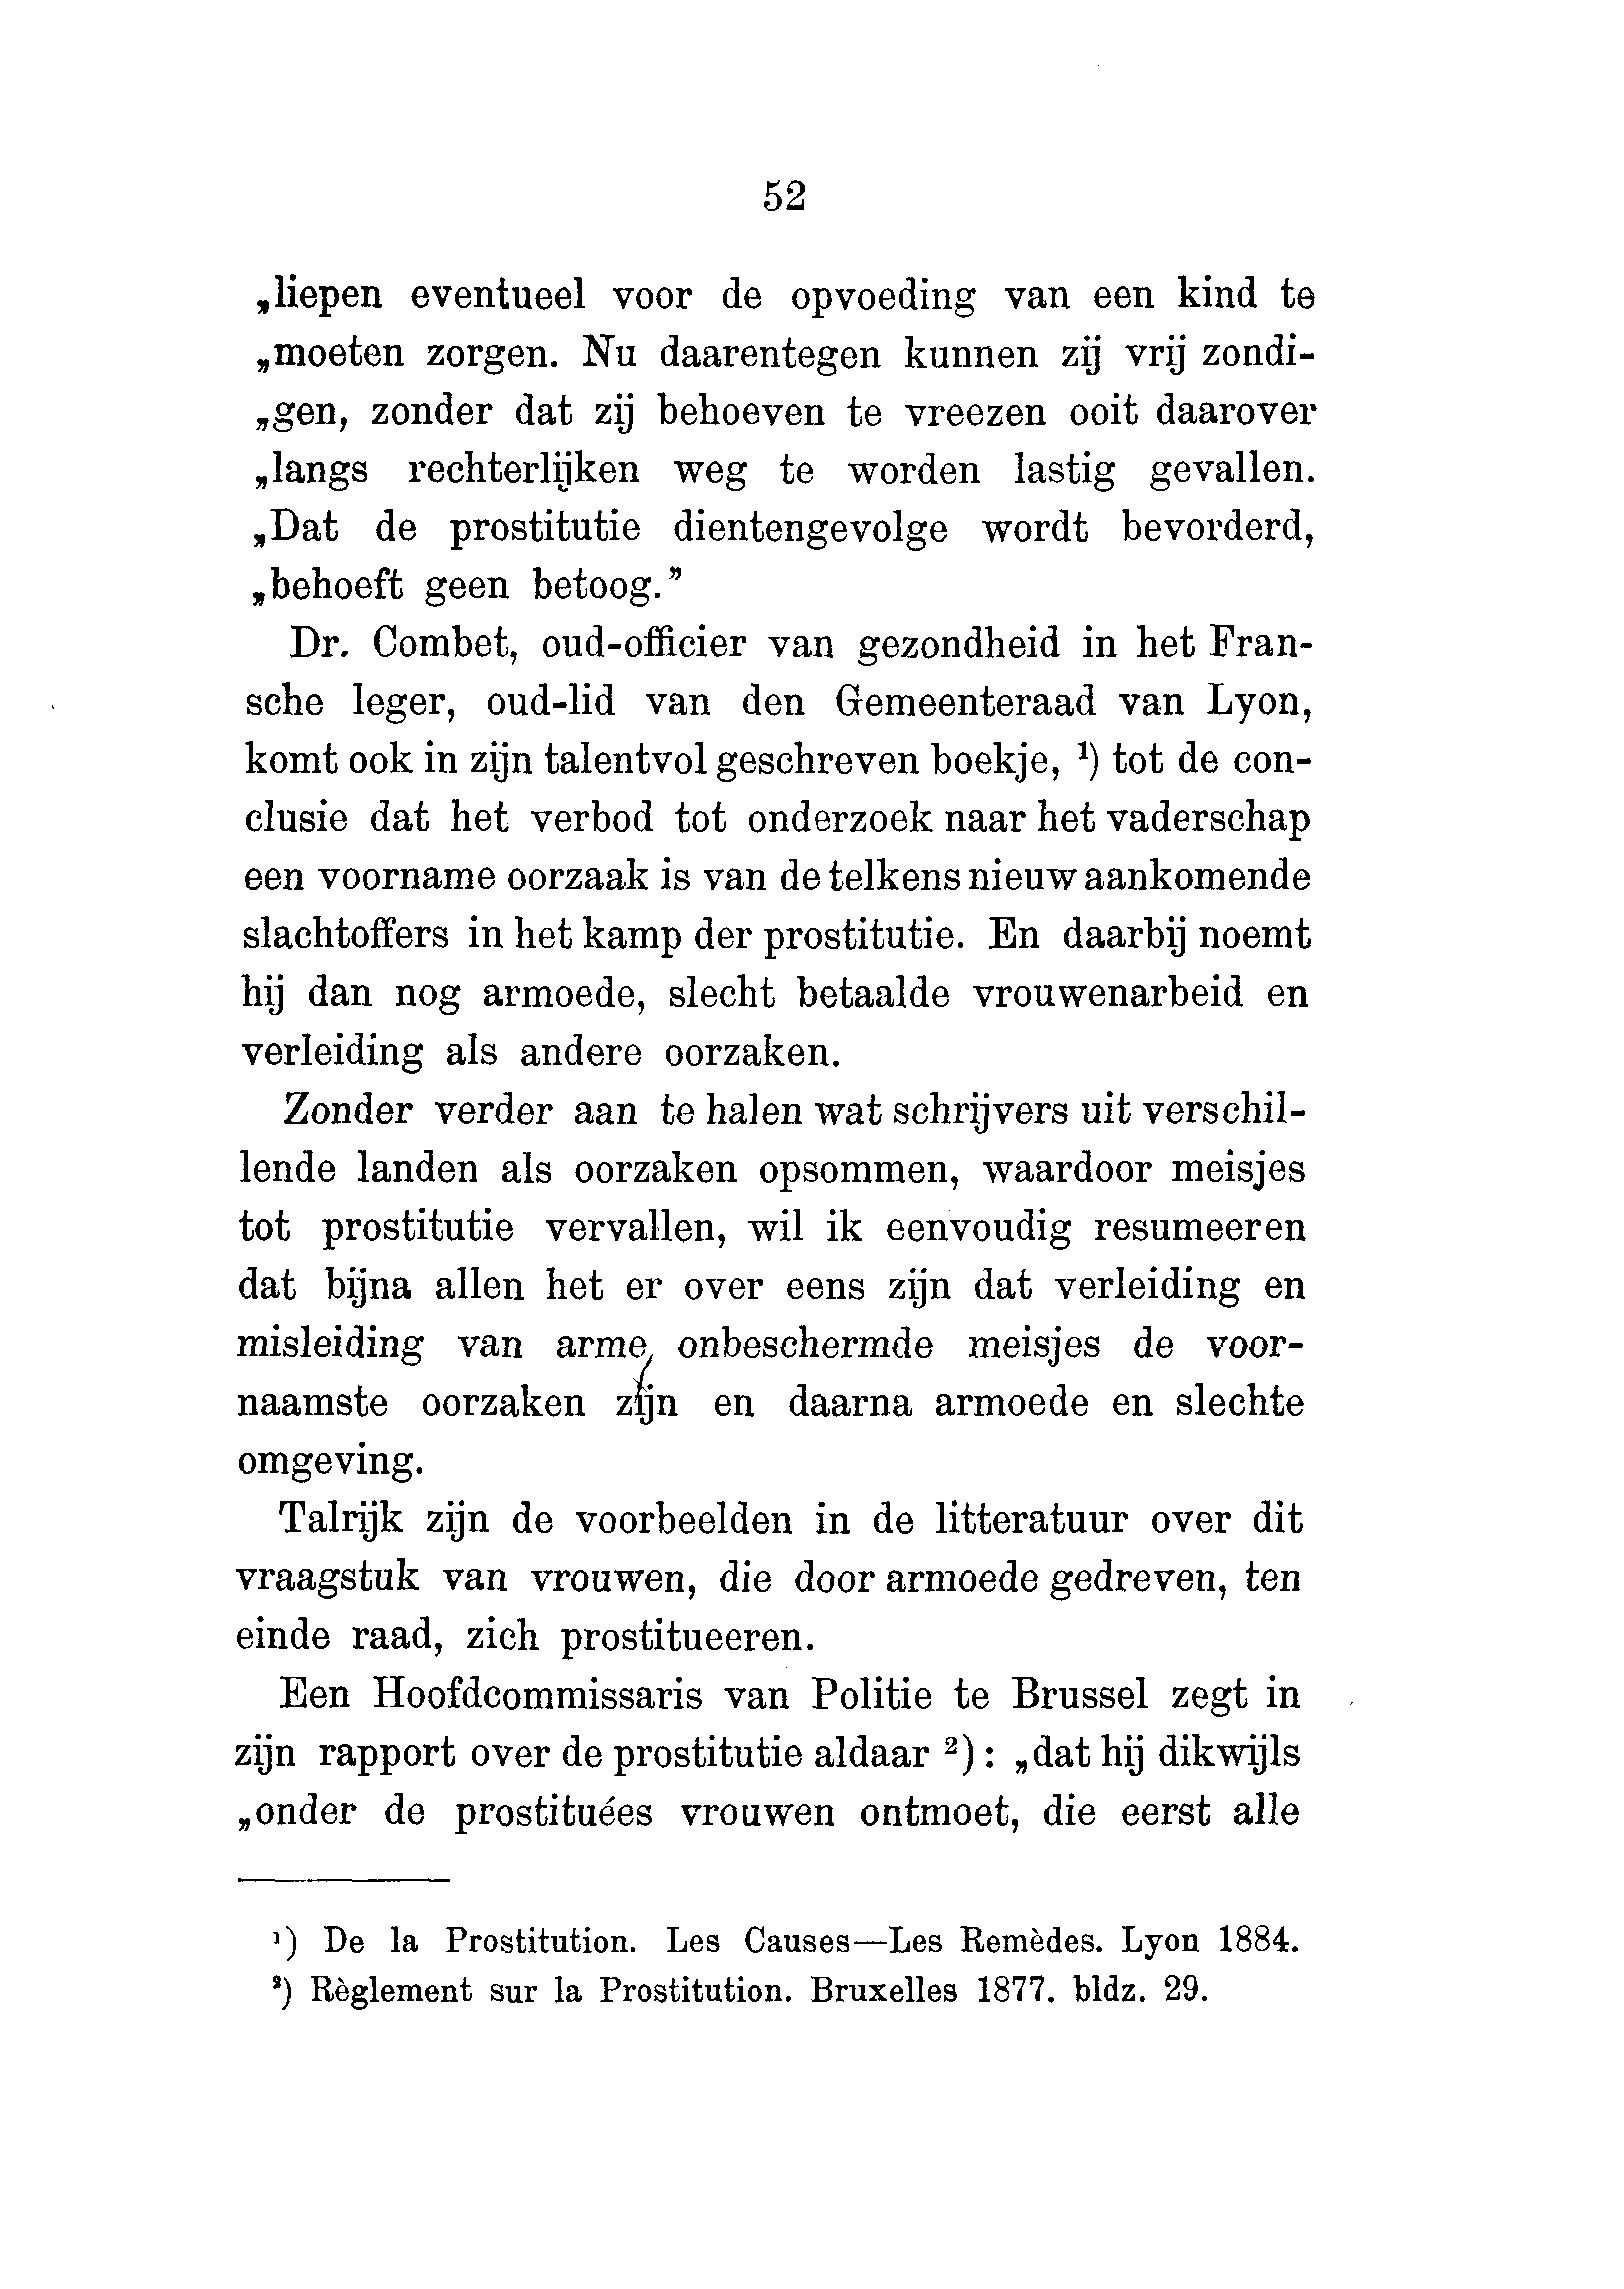 52
„liepen eventueel voor de opvoeding van een kind te
„moeten zorgen. Nu daarentegen kunnen zij vrij zondi-
„gen, zonder dat zij behoeven te vreezen ooit daarover
„langs rechterlijken weg te worden lastig gevallen.
„Dat de prostitutie dientengevolge wordt bevorderd,
„behoeft geen betoog.”
Dr. Combet, oud-officier van gezondheid in het Fran-
sche leger, oud-lid van den Gemeenteraad van Lyon,
komt ook in zijn talentvol geschreven boekje, ¹) tot de con-
clusie dat het verbod tot onderzoek naar het vaderschap
een voorname oorzaak is van de telkens nieuw aankomende
slachtoffers in het kamp der prostitutie. En daarbij noemt
hij dan nog armoede, slecht betaalde vrouwenarbeid en
verleiding als andere oorzaken.
Zonder verder aan te halen wat schrijvers uit verschil-
lende landen als oorzaken opsommen, waardoor meisjes
tot prostitutie vervallen, wil ik eenvoudig resumeeren
dat bijna allen het er over eens zijn dat verleiding en
misleiding van arme, onbeschermde meisjes de voor-
naamste oorzaken zijn en daarna armoede en slechte
omgeving.
Talrijk zijn de voorbeelden in de litteratuur over dit
vraagstuk van vrouwen, die door armoede gedreven, ten
einde raad, zich prostitueeren.
Een Hoofdcommissaris van Politie te Brussel zegt in
zijn rapport over de prostitutie aldaar ²): „dat hij dikwijls
„onder de prostituées vrouwen ontmoet, die eerst alle
¹) De la Prostitution. Les Causes—Les Remèdes. Lyon 1884.
²) Règlement sur la Prostitution. Bruxelles 1877. bldz. 29.